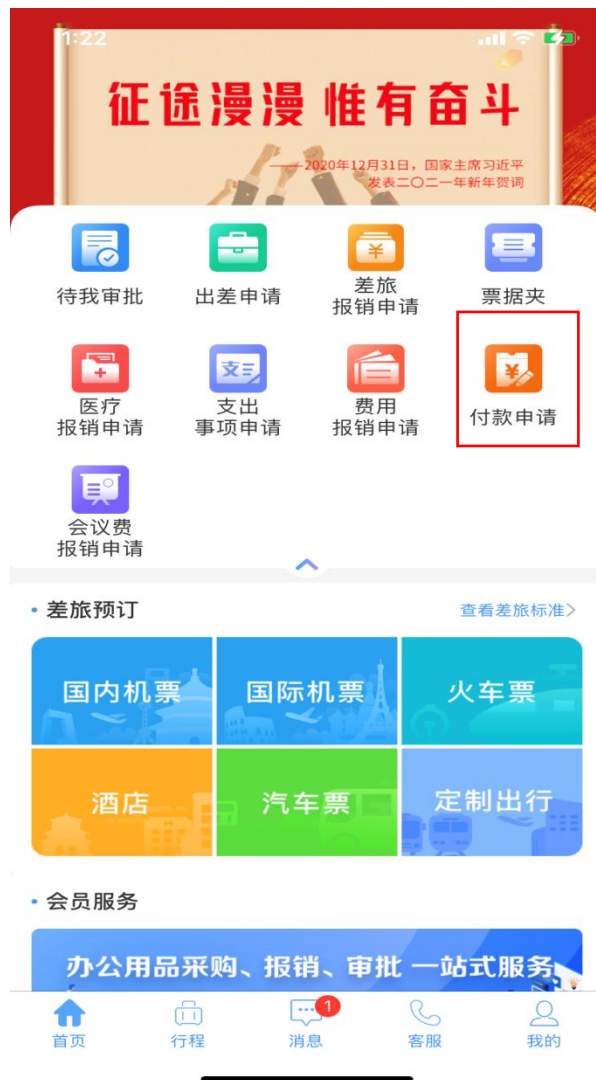 1:22
征途漫漫 惟有奋斗
——2020年12月31日，国家主席习近平
发表二〇二一年新年贺词
待我审批
出差申请
差旅
报销申请
票据夹
医疗
报销申请
支
支出
事项申请
费用
报销申请
付款申请
会议费
报销申请
差旅预订
查看差旅标准>
国内机票
国际机票
火车票
酒店
汽车票
定制出行
会员服务
办公用品采购、报销、审批 一站式服务
首页
行程
1
消息
客服
我的